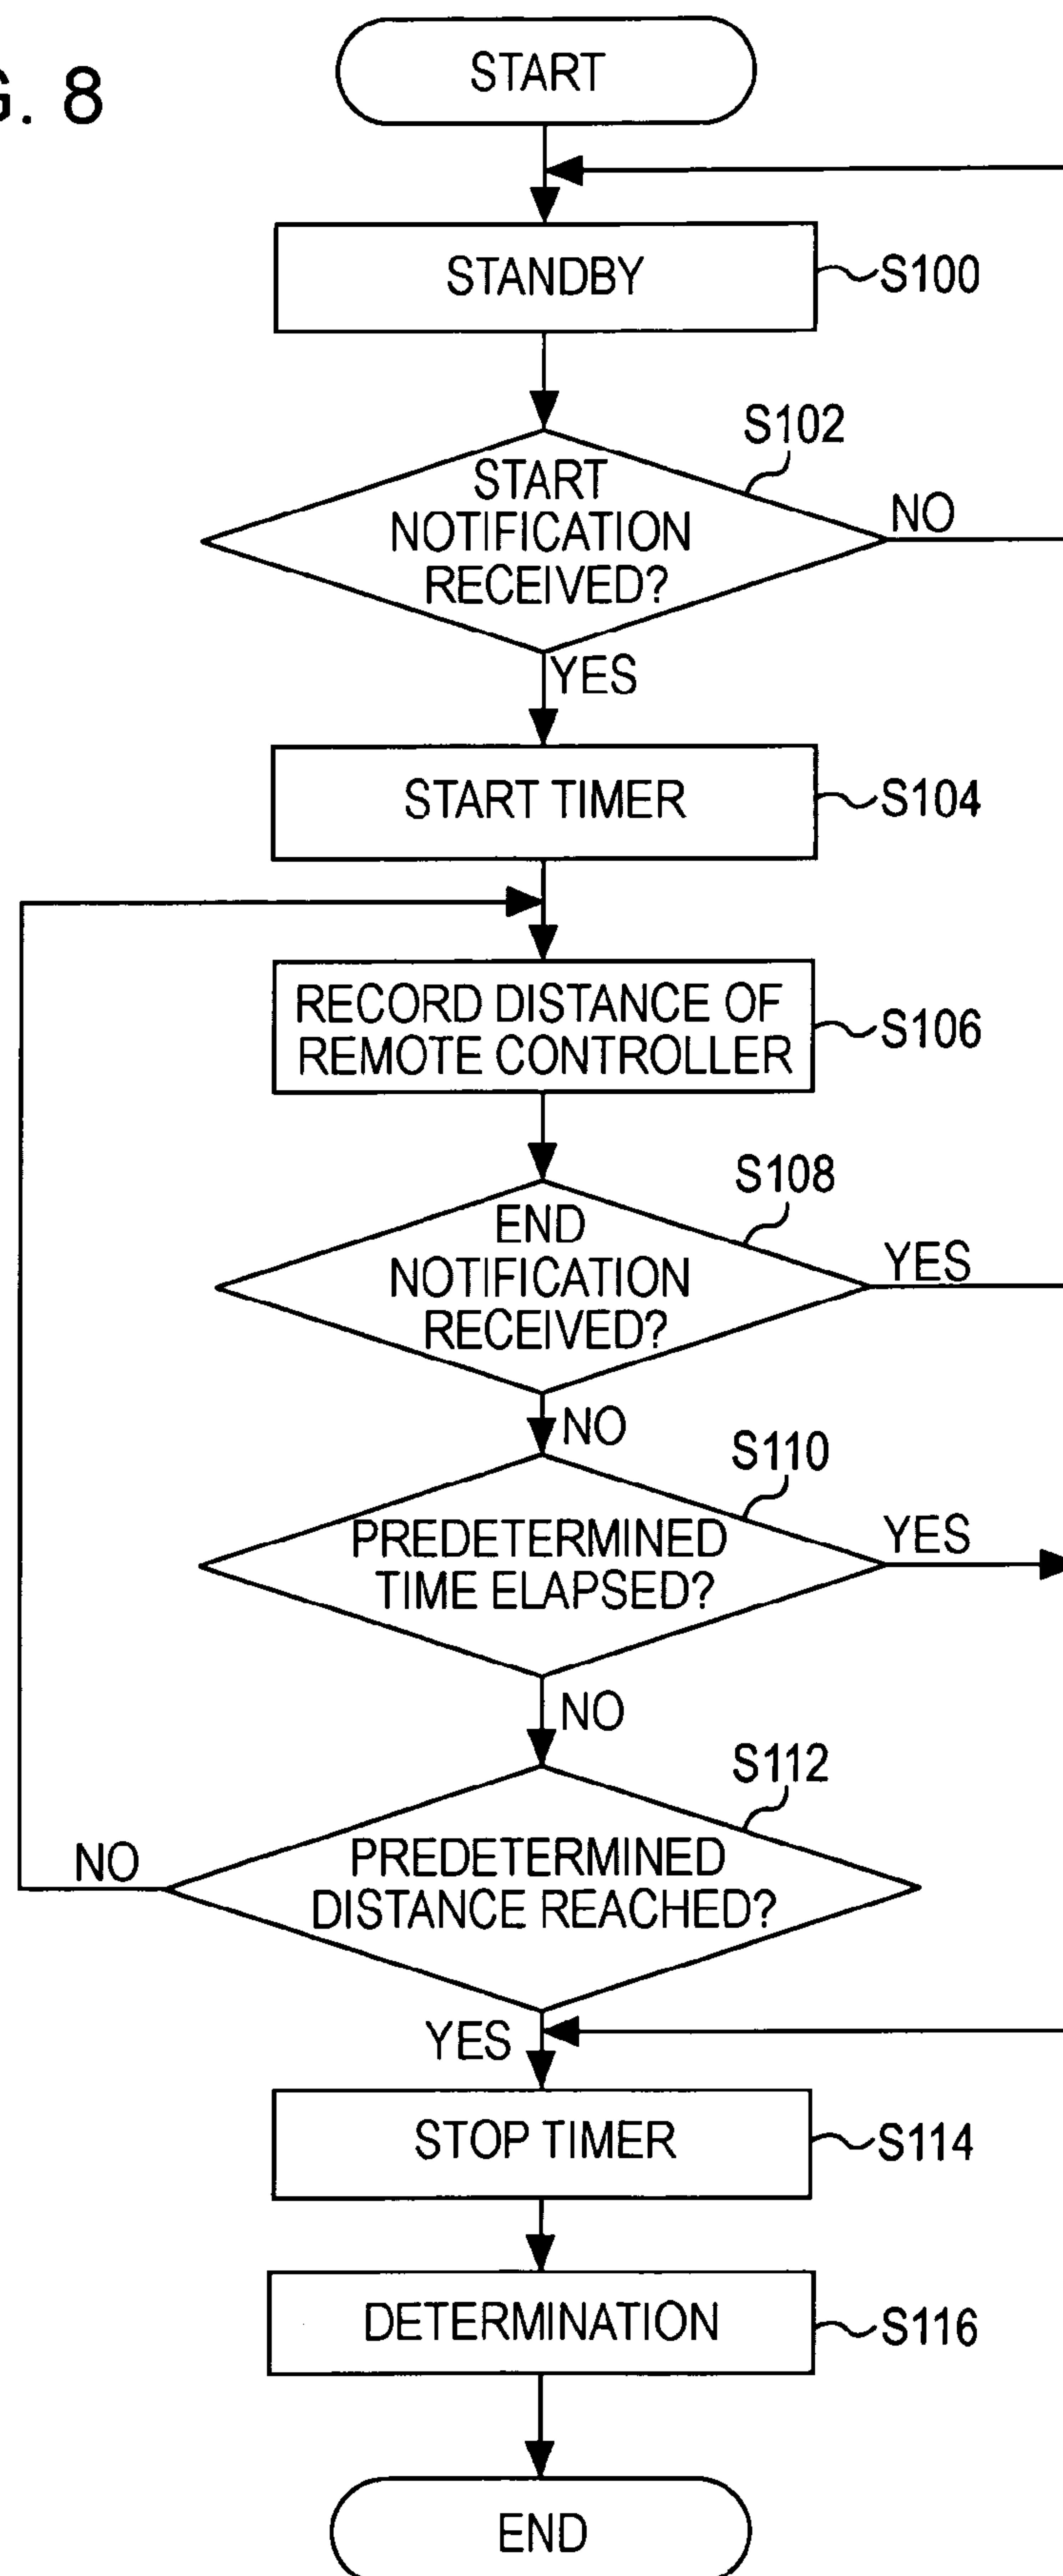 G. 8
START
STANDBY
S100
S102
START
NOTIFICATION
RECEIVED?
NO
YES
START TIMER
S104
RECORD DISTANCE OF
REMOTE CONTROLLER
S106
S108
END
NOTIFICATION
RECEIVED?
YES
NO
S110
PREDETERMINED
TIME ELAPSED?
YES
NO
S112
PREDETERMINED
DISTANCE REACHED?
NO
YES
STOP TIMER
S114
DETERMINATION
S116
END